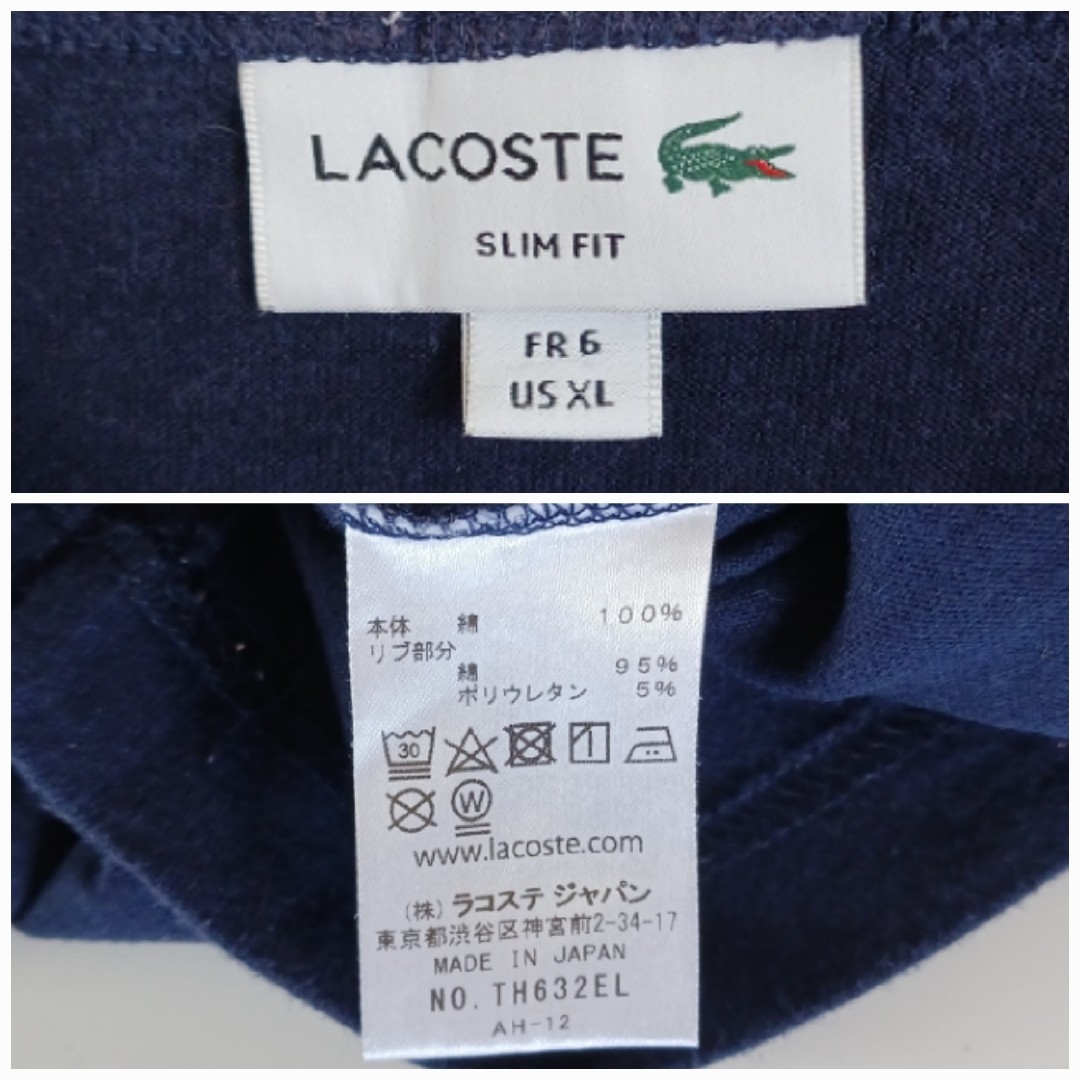 LACOSTE
SLIM FIT
FR 6
US XL
本体 綿 100%
リブ部分
綿 95%
ポリウレタン 5%
30
W
www.lacoste.com
(株) ラコステ ジャパン
東京都渋谷区神宮前2-34-17
MADE IN JAPAN
NO. TH632EL
AH-12